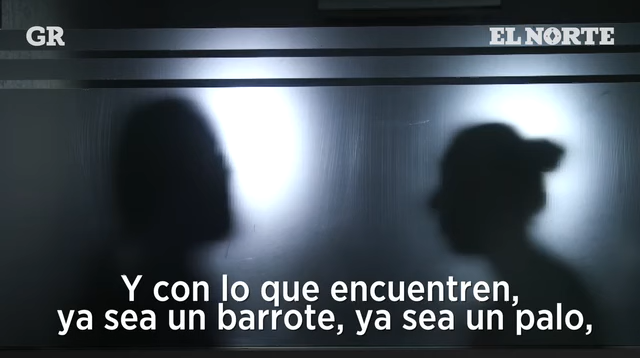 GR
EL NORTE
Y con lo que encuentren,
ya sea un barrote, ya sea un palo,